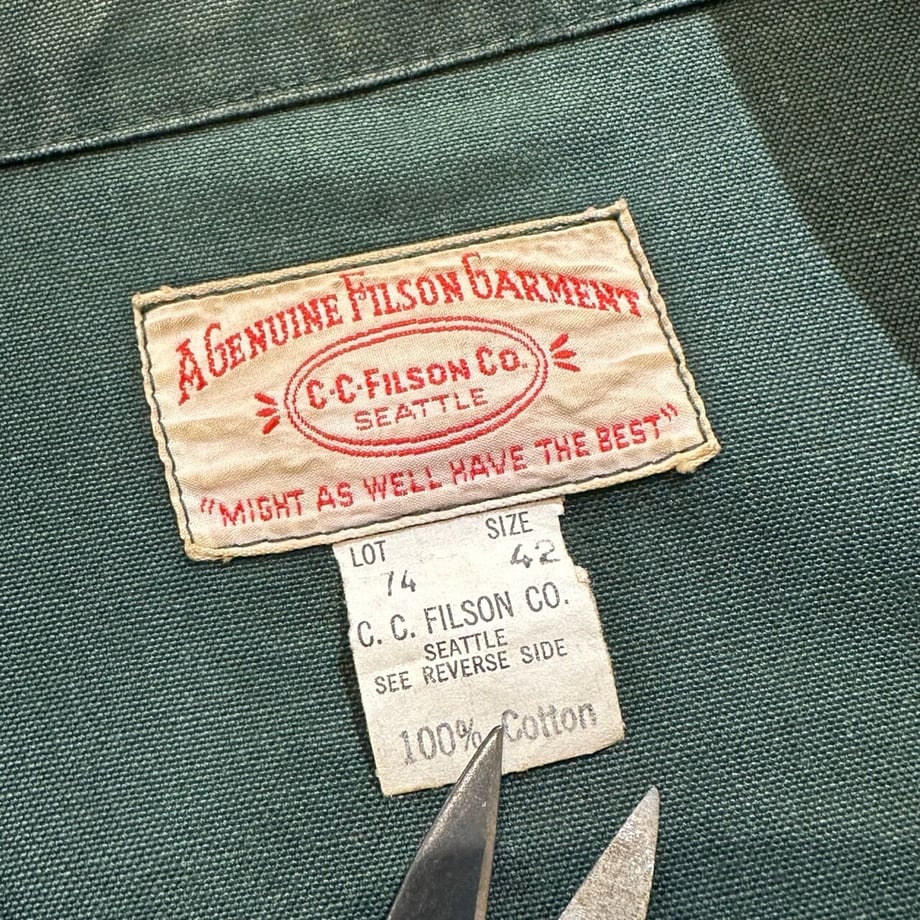 A GENUINE FILSON GARMENT
C·C·FILSON CO.
SEATTLE
"MIGHT AS WELL HAVE THE BEST"
LOT SIZE
74 42
C. C. FILSON CO.
SEATTLE
SEE REVERSE SIDE
100% Cotton